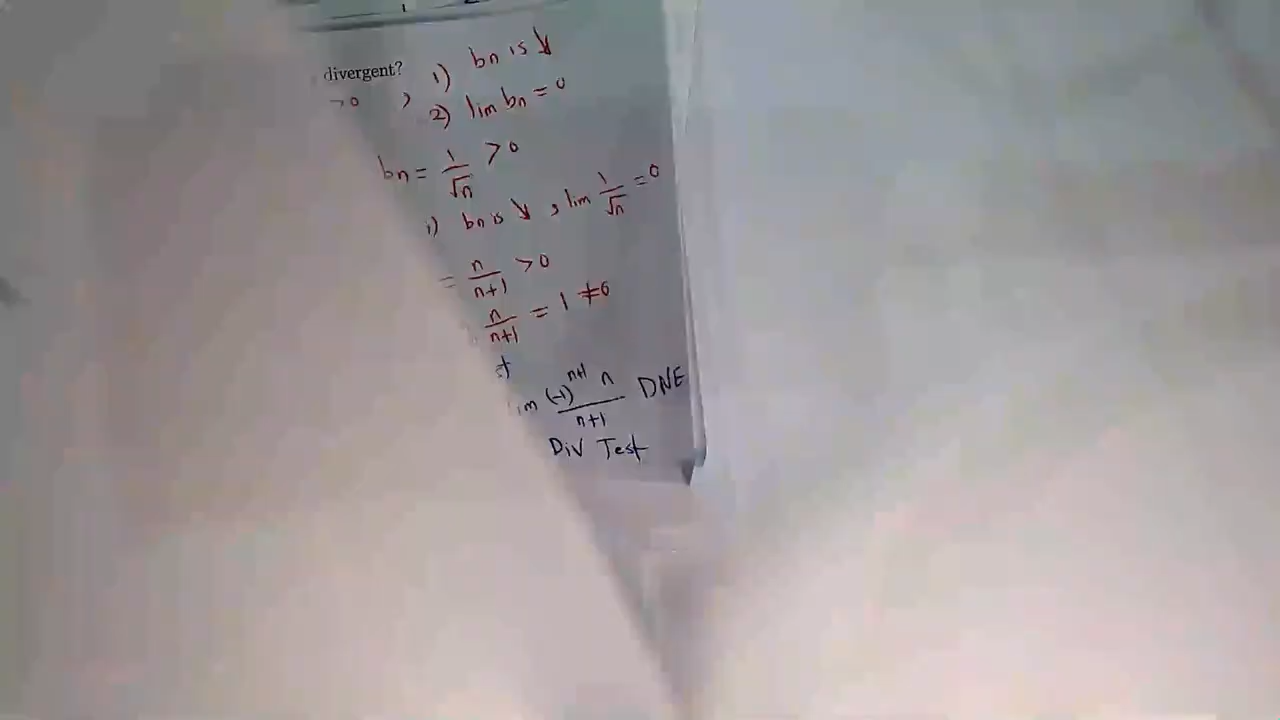 divergent?
>0 , 1) bn is ↘
2) lim bn = 0
bn = 1/√n > 0
1) bn is ↘ , lim 1/√n = 0
= n/(n+1) > 0
n/(n+1) = 1 ≠ 0
(-1)^(n+1) n/(n+1) DNE
Div Test